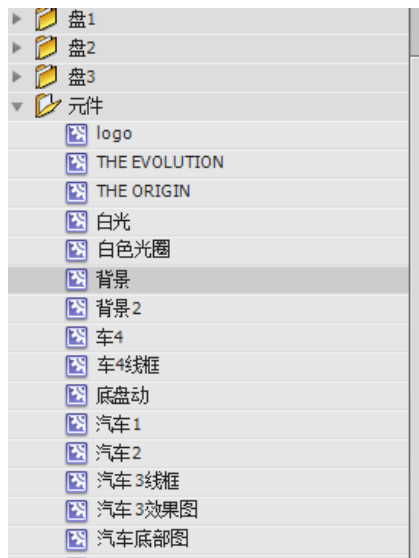 盘1
盘2
盘3
元件
logo
THE EVOLUTION
THE ORIGIN
白光
白色光圈
背景
背景2
车4
车4线框
底盘动
汽车1
汽车2
汽车3线框
汽车3效果图
汽车底部图